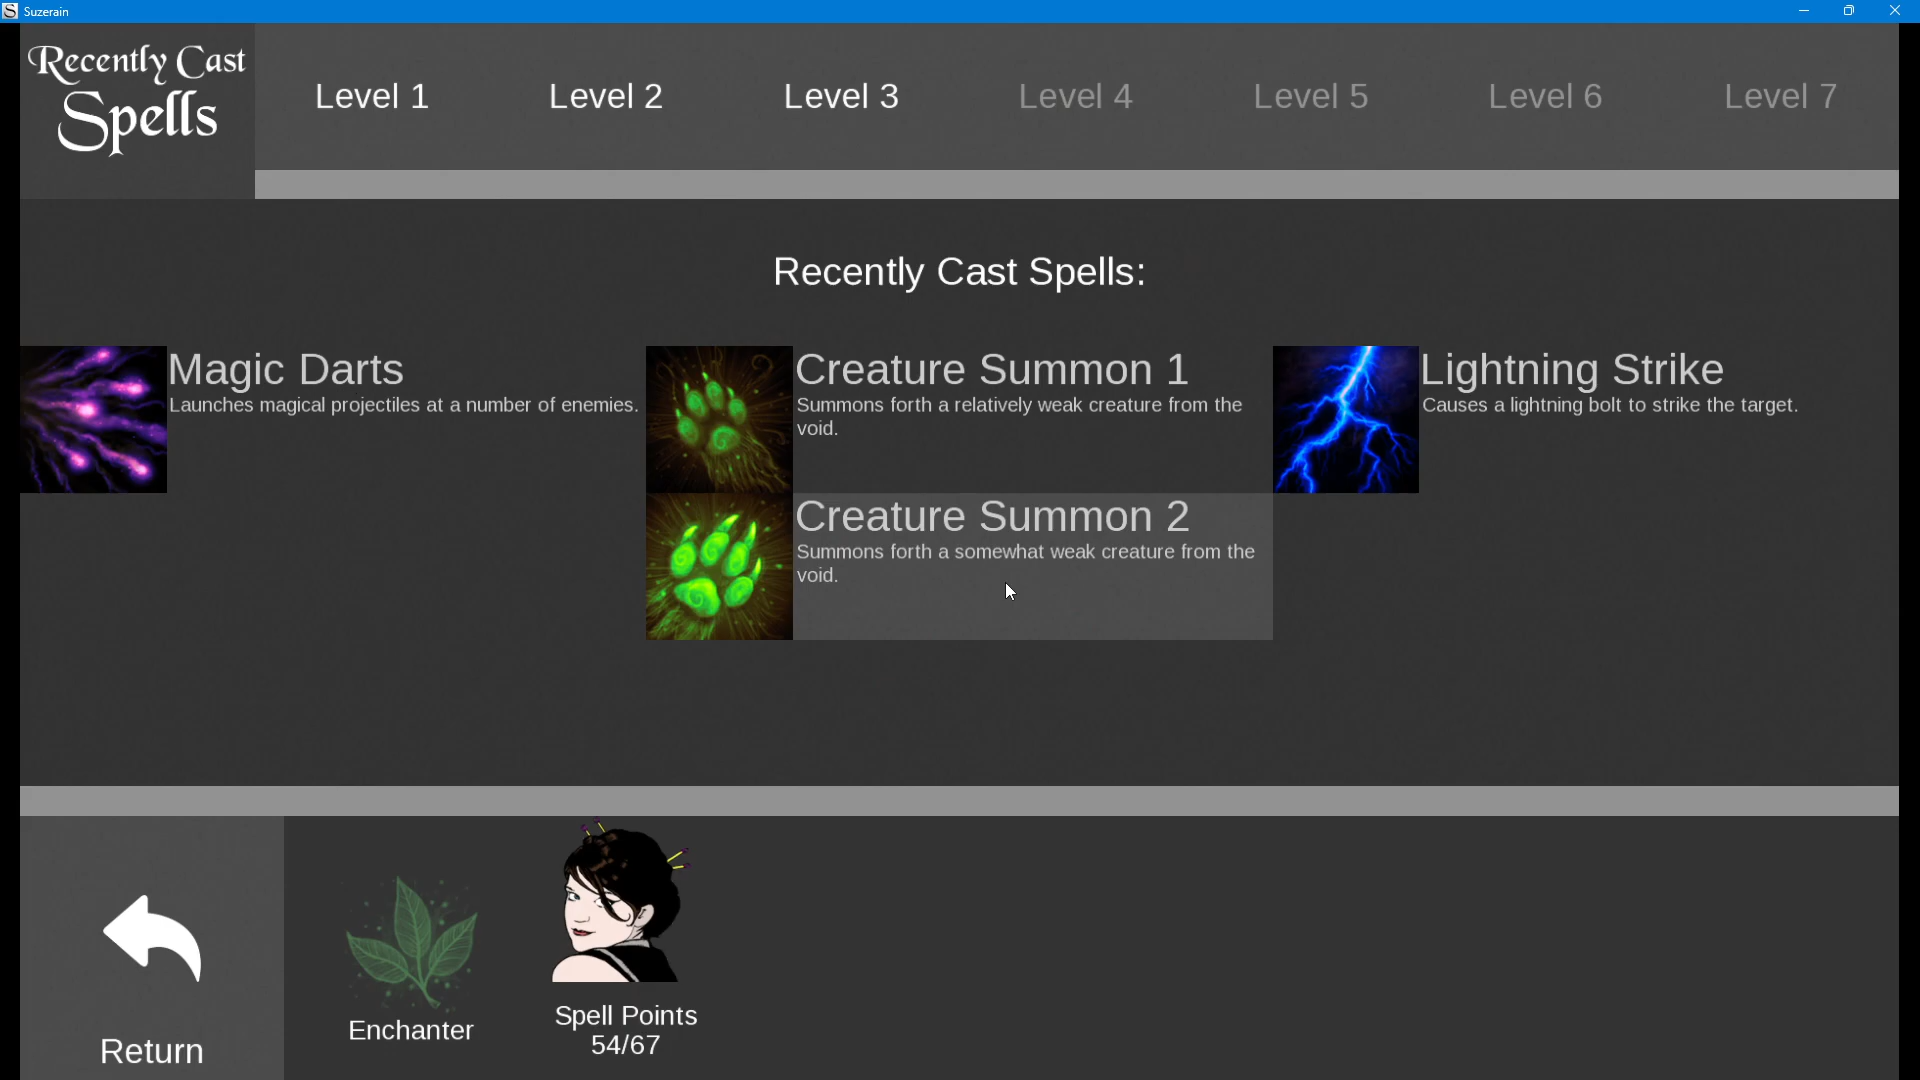 Suzerain
Recently Cast
Spells
Level 1
Level 2
Level 3
Level 4
Level 5
Level 6
Level 7
Recently Cast Spells:
Magic Darts
Launches magical projectiles at a number of enemies.
Creature Summon 1
Summons forth a relatively weak creature from the
void.
Lightning Strike
Causes a lightning bolt to strike the target.
Creature Summon 2
Summons forth a somewhat weak creature from the
void.
Return
Enchanter
Spell Points
54/67